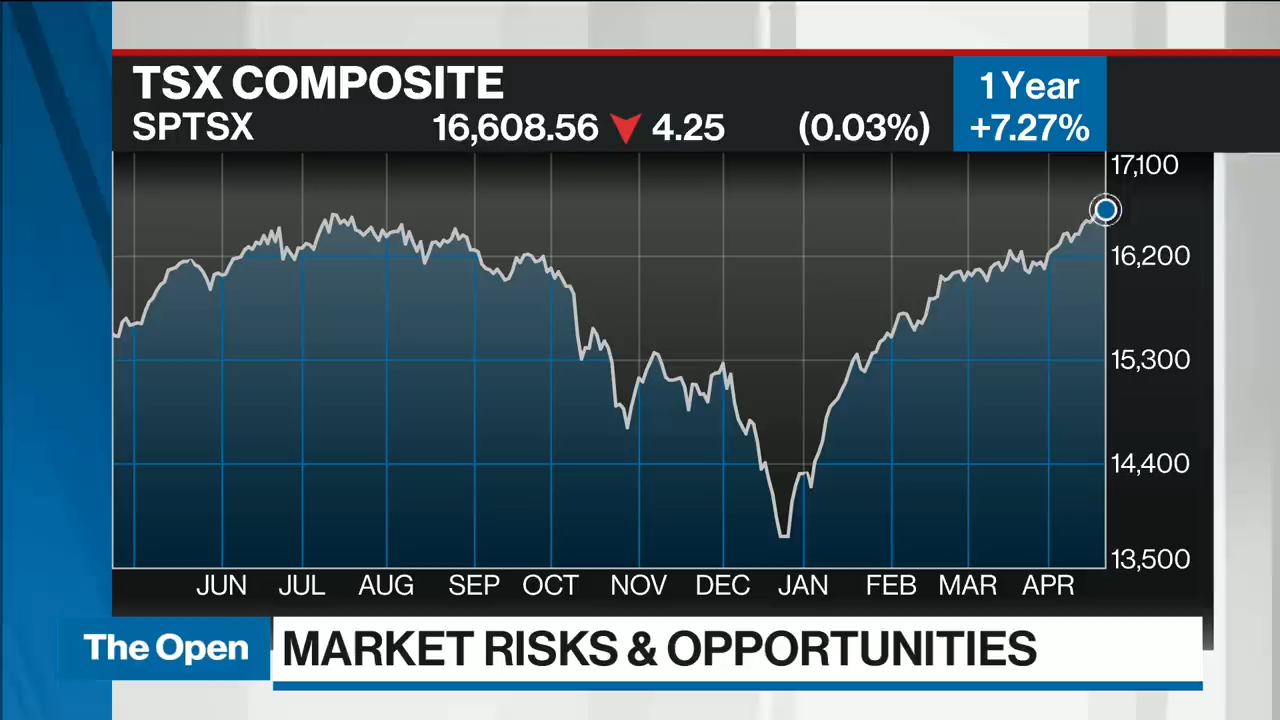 TSX COMPOSITE
SPTSX 16,608.56 4.25 (0.03%)
1 Year
+7.27%
17,100
16,200
15,300
14,400
13,500
JUN JUL AUG SEP OCT NOV DEC JAN FEB MAR APR
The Open
MARKET RISKS & OPPORTUNITIES